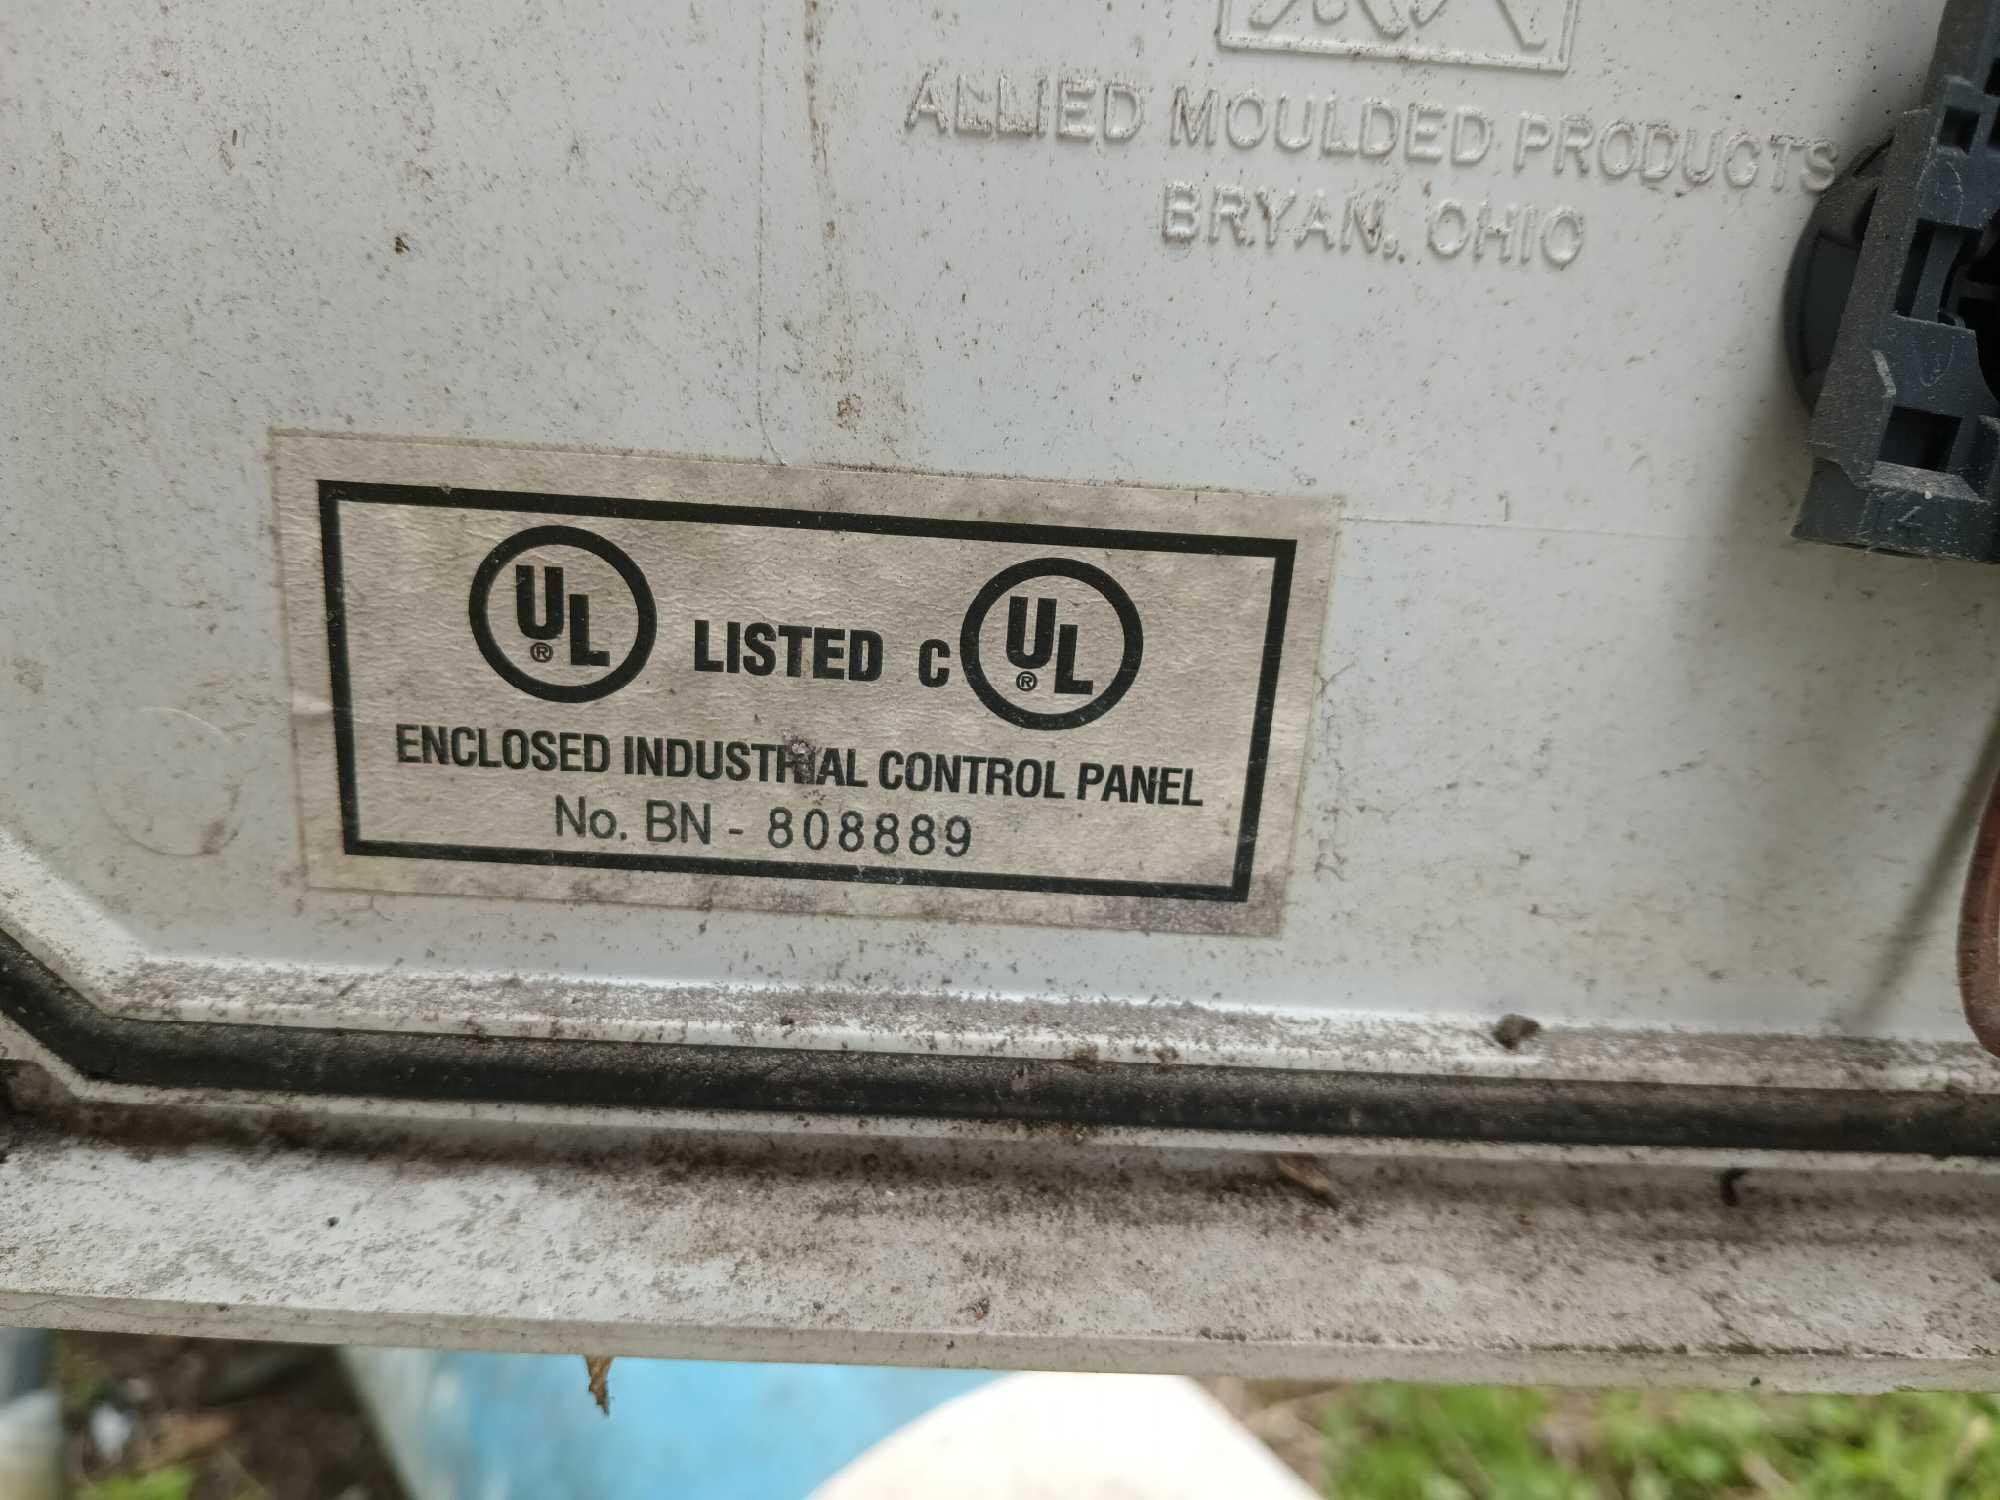 ALLIED MOULDED PRODUCTS
BRYAN, OHIO
UL® LISTED C UL®
ENCLOSED INDUSTRIAL CONTROL PANEL
No. BN - 808889